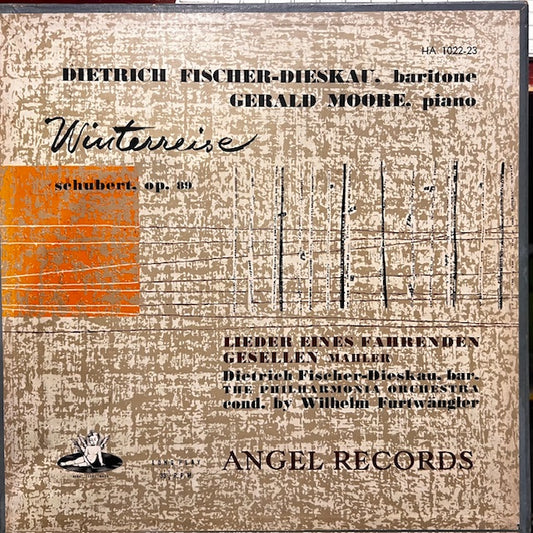 HA 1022-23
DIETRICH FISCHER-DIESKAU, baritone
GERALD MOORE, piano
Winterreise
schubert, op. 89
LIEDER EINES FAHRENDEN
GESELLEN MAHLER
Dietrich Fischer-Dieskau, bar.
THE PHILHARMONIA ORCHESTRA
cond. by Wilhelm Furtwängler
ANGEL RECORDS